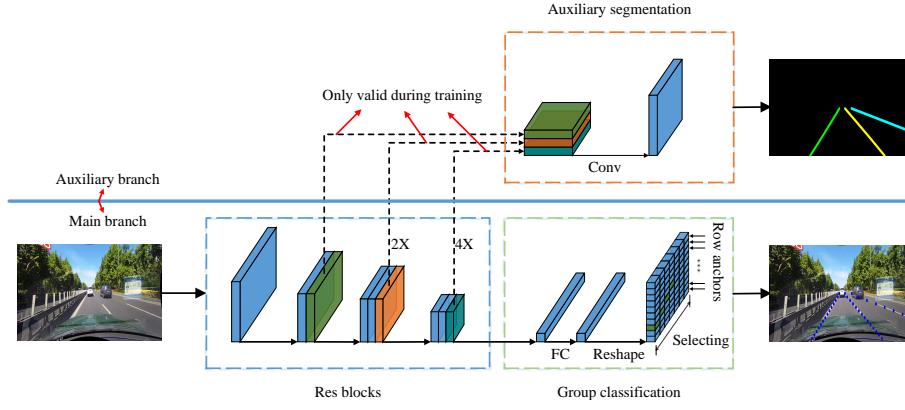 Auxiliary segmentation
Only valid during training
Conv
Auxiliary branch
Main branch
2X
4X
Row anchors
...
FC
Reshape
Selecting
Res blocks
Group classification